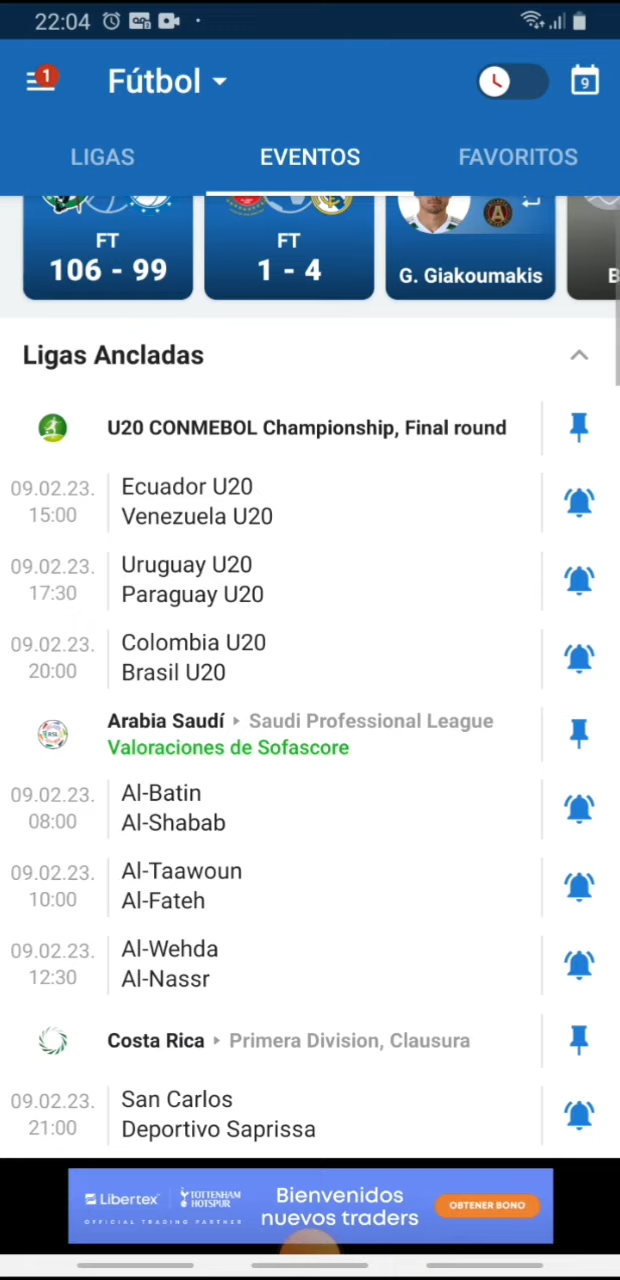 22:04
1
Fútbol
9
LIGAS
EVENTOS
FAVORITOS
FT
106 - 99
FT
1 - 4
G. Giakoumakis
B
Ligas Ancladas
U20 CONMEBOL Championship, Final round
09.02.23.
15:00
Ecuador U20
Venezuela U20
09.02.23.
17:30
Uruguay U20
Paraguay U20
09.02.23.
20:00
Colombia U20
Brasil U20
Arabia Saudí ▸ Saudi Professional League
Valoraciones de Sofascore
09.02.23.
08:00
Al-Batin
Al-Shabab
09.02.23.
10:00
Al-Taawoun
Al-Fateh
09.02.23.
12:30
Al-Wehda
Al-Nassr
Costa Rica ▸ Primera Division, Clausura
09.02.23.
21:00
San Carlos
Deportivo Saprissa
Libertex
TOTTENHAM
HOTSPUR
OFFICIAL TRADING PARTNER
Bienvenidos
nuevos traders
OBTENER BONO